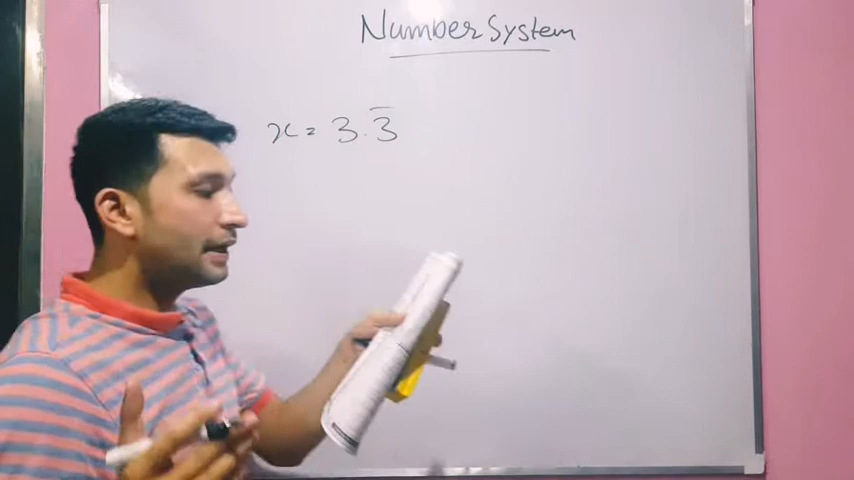 Number System
x = 3.3̅